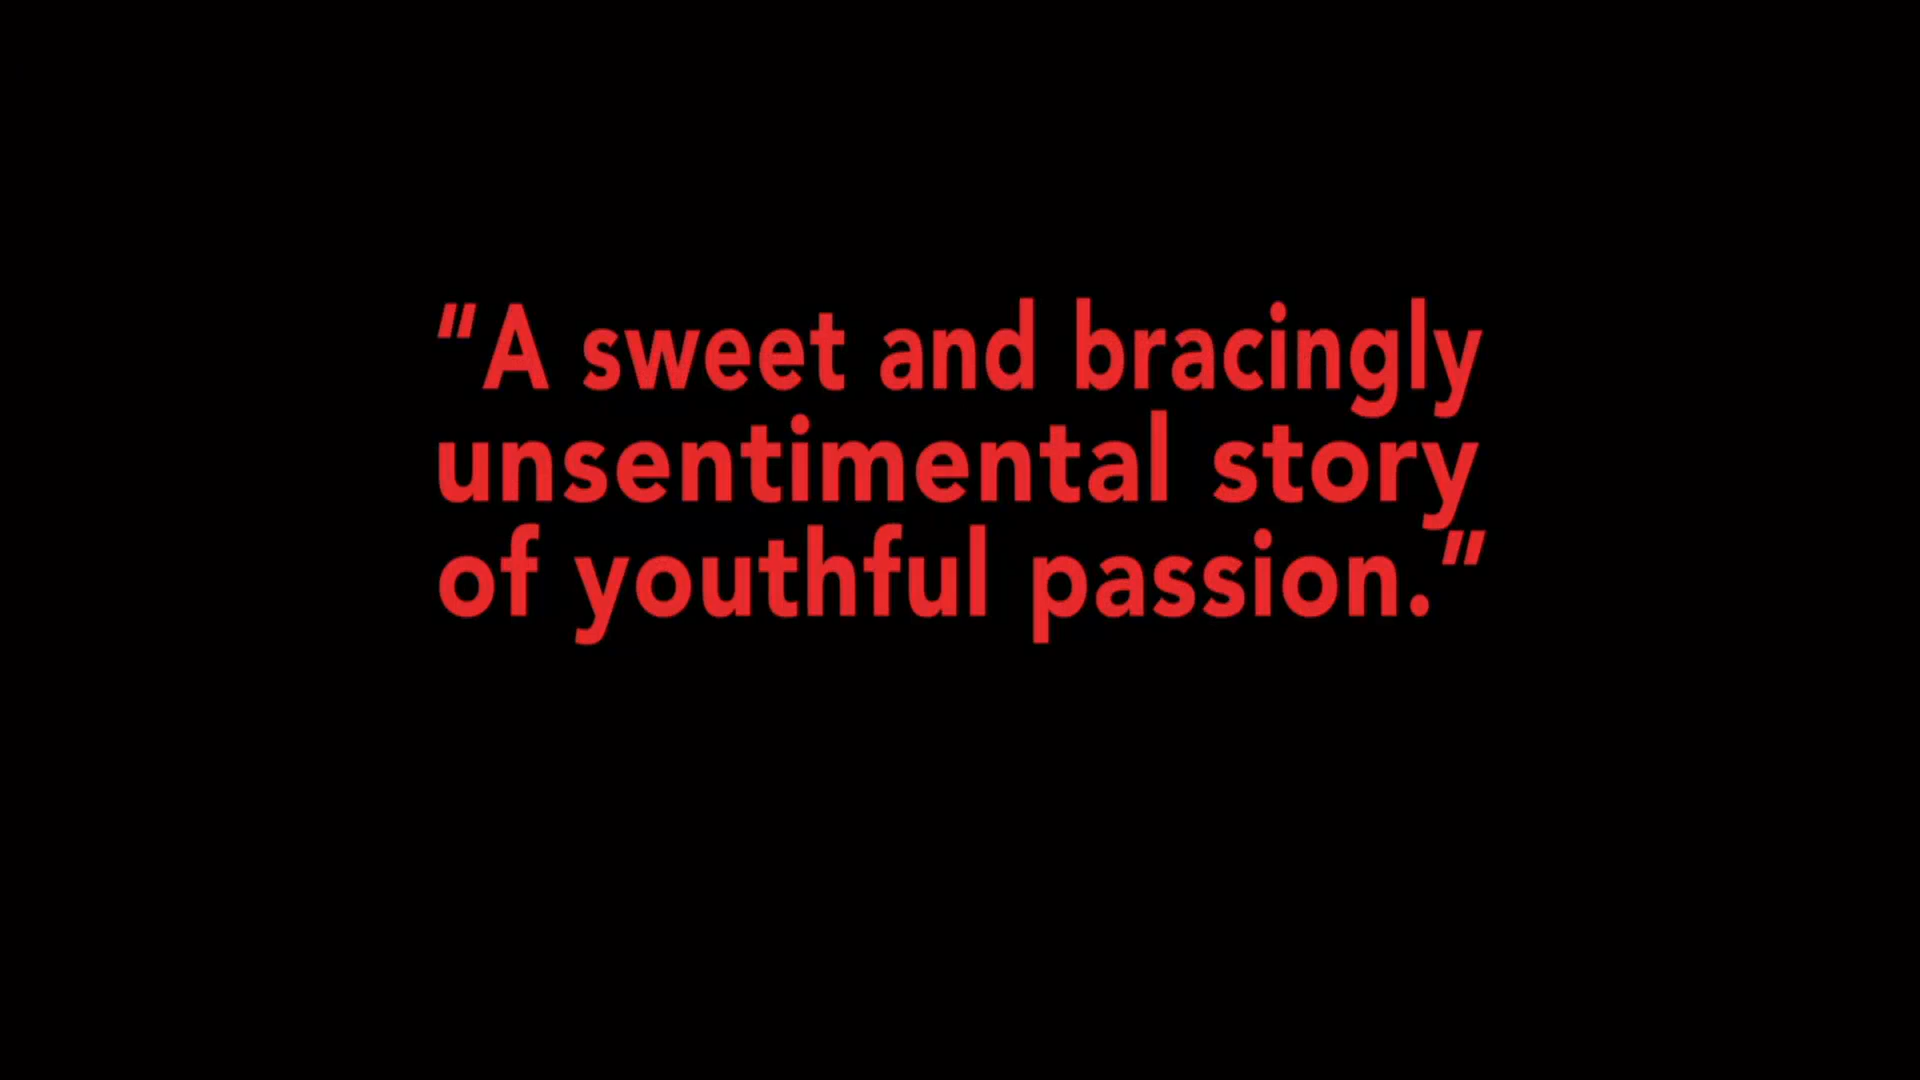 "A sweet and bracingly
unsentimental story
of youthful passion."